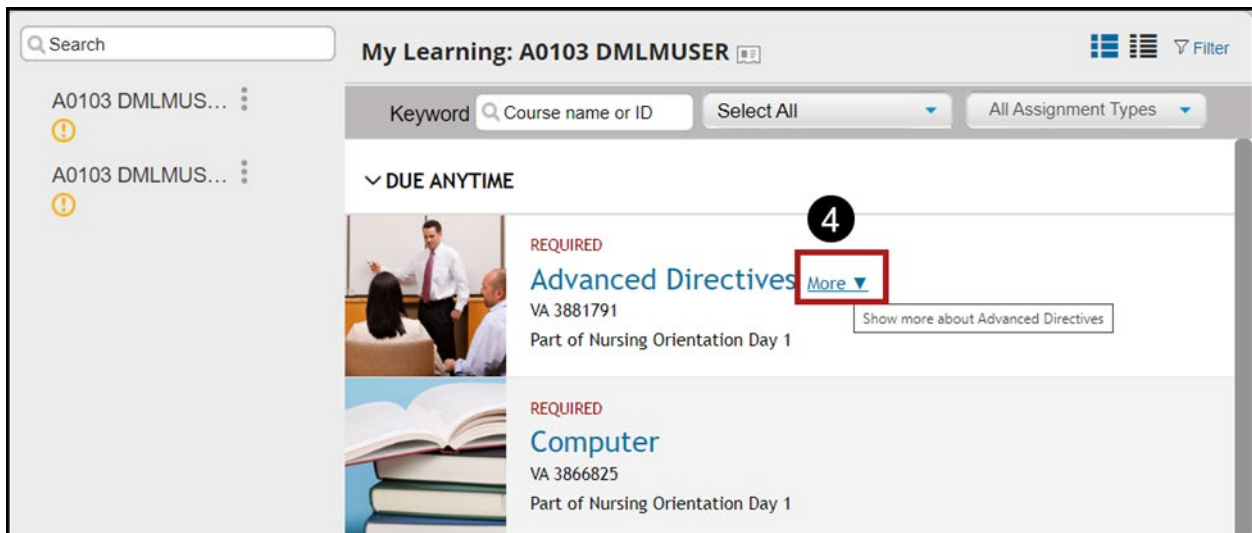 Search
A0103 DMLMUS...
A0103 DMLMUS...
My Learning: A0103 DMLMUSER
Filter
Keyword Course name or ID Select All All Assignment Types
DUE ANYTIME
4
REQUIRED
Advanced Directives More ▼
VA 3881791
Show more about Advanced Directives
Part of Nursing Orientation Day 1
REQUIRED
Computer
VA 3866825
Part of Nursing Orientation Day 1